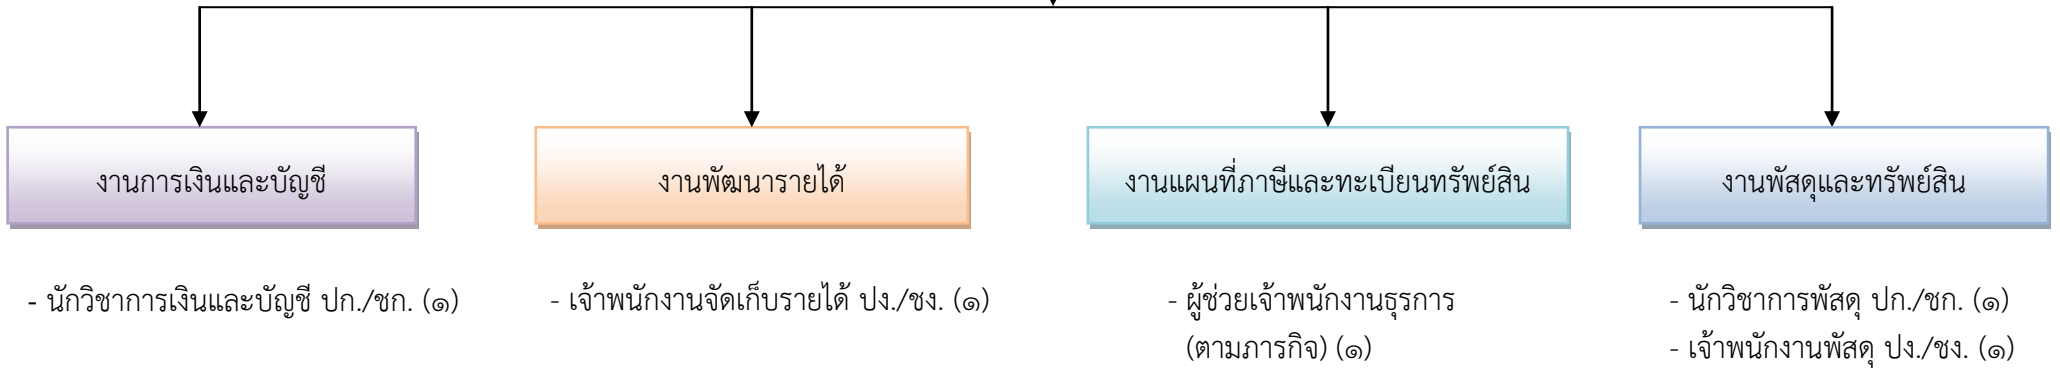 งานการเงินและบัญชี
งานพัฒนารายได้
งานแผนที่ภาษีและทะเบียนทรัพย์สิน
งานพัสดุและทรัพย์สิน
- นักวิชาการเงินและบัญชี ปก./ชก. (๑)
- เจ้าพนักงานจัดเก็บรายได้ ปง./ชง. (๑)
- ผู้ช่วยเจ้าพนักงานธุรการ
(ตามภารกิจ) (๑)
- นักวิชาการพัสดุ ปก./ชก. (๑)
- เจ้าพนักงานพัสดุ ปง./ชง. (๑)